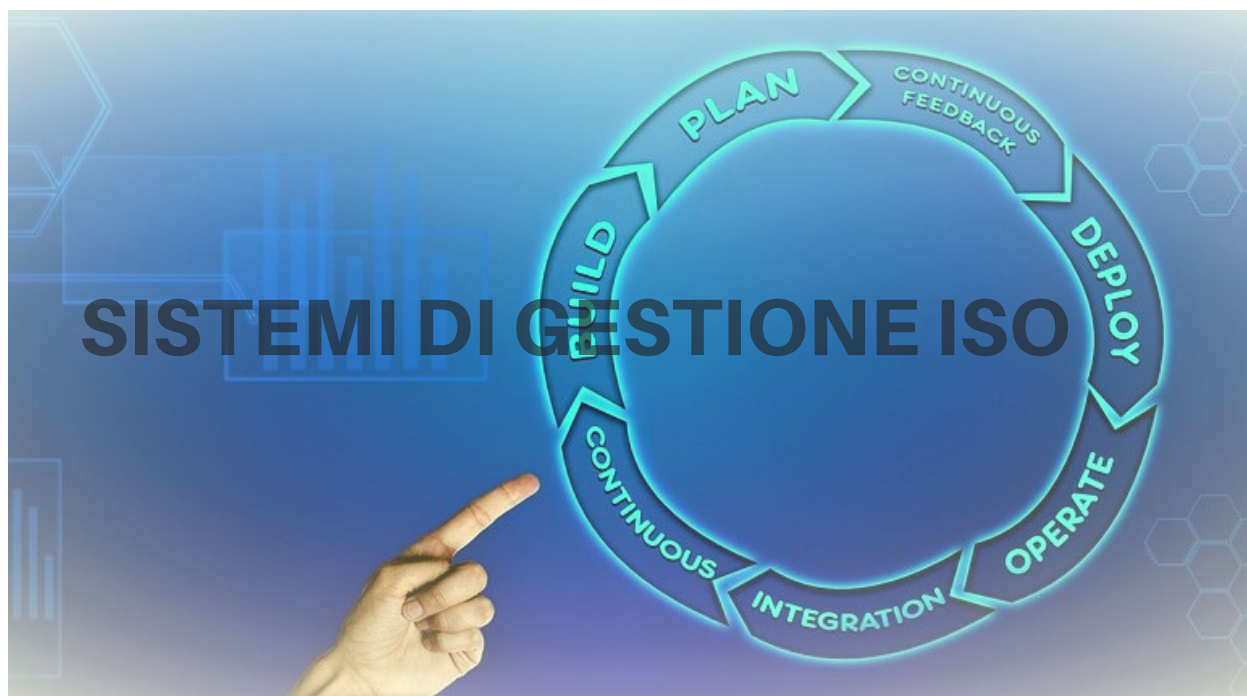 PLAN
CONTINUOUS
FEEDBACK
DEPLOY
OPERATE
INTEGRATION
CONTINUOUS
BUILD
SISTEMI DI GESTIONE ISO